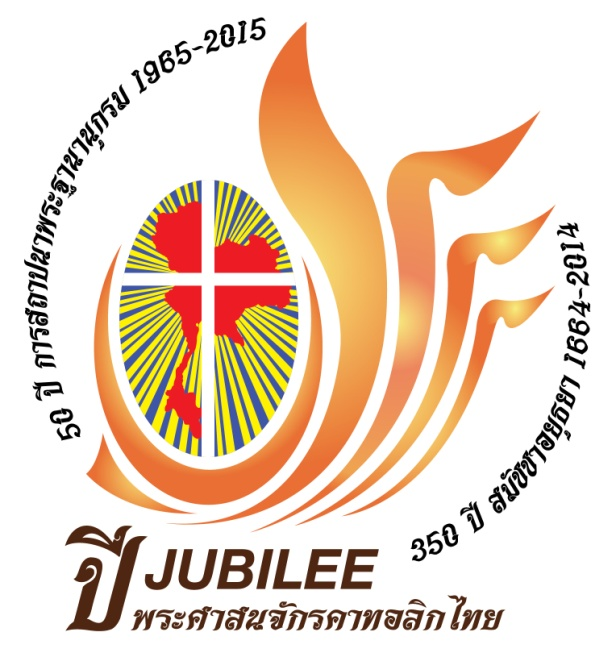 50 ปี การสถาปนาพระฐานานุกรม 1965-2015
350 ปี สมัชชาอยุธยา 1664-2014
ปี JUBILEE
พระศาสนจักรคาทอลิกไทย